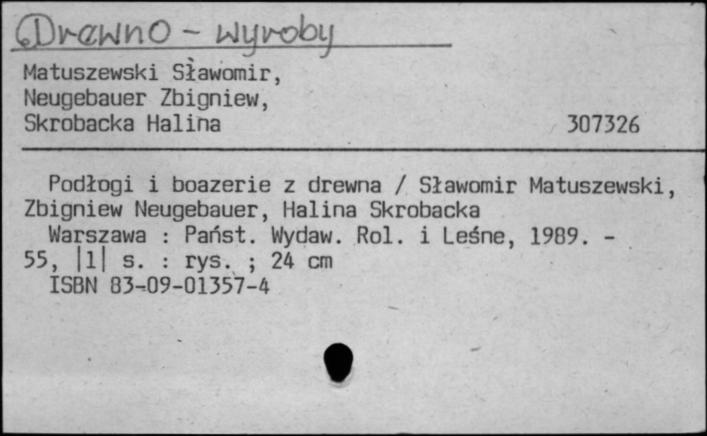 Drewno - wyroby
Matuszewski Sławomir,
Neugebauer Zbigniew,
Skrobacka Halina 307326
Podłogi i boazerie z drewna / Sławomir Matuszewski,
Zbigniew Neugebauer, Halina Skrobacka
Warszawa : Państ. Wydaw. Rol. i Leśne, 1989. -
55, |1| s. : rys. ; 24 cm
ISBN 83-09-01357-4